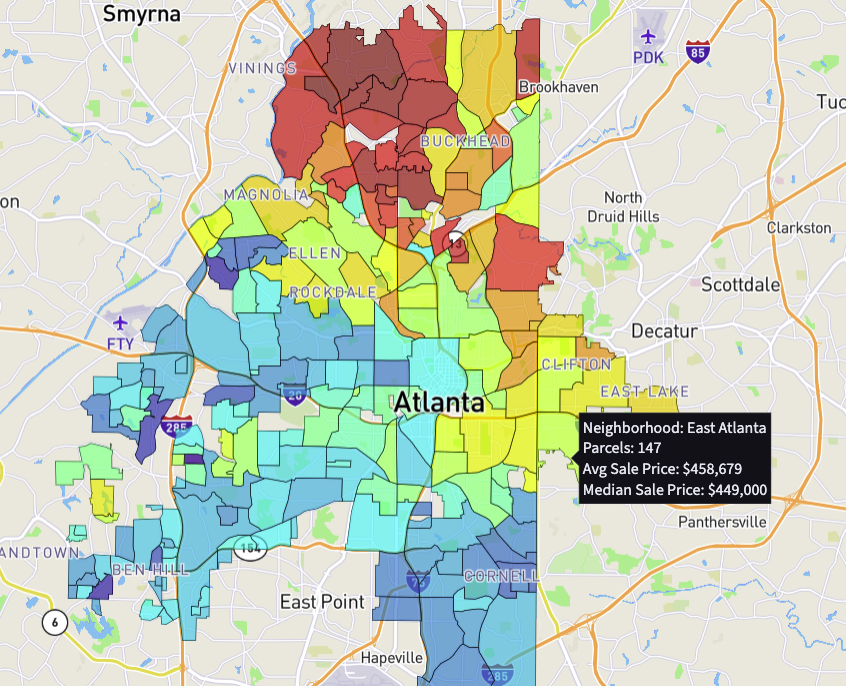 Smyrna
PDK
85
VININGS
Brookhaven
Tuc
BUCKHEAD
MAGNOLIA
North
Druid Hills
on
Clarkston
13
ELLEN
Scottdale
ROCKDALE
FTY
Decatur
CLIFTON
20
EAST LAKE
Atlanta
285
Neighborhood: East Atlanta
Parcels: 147
Avg Sale Price: $458,679
Median Sale Price: $449,000
Panthersville
ANDTOWN
154
BEN HILL
CORNELL
East Point
6
Hapeville
285